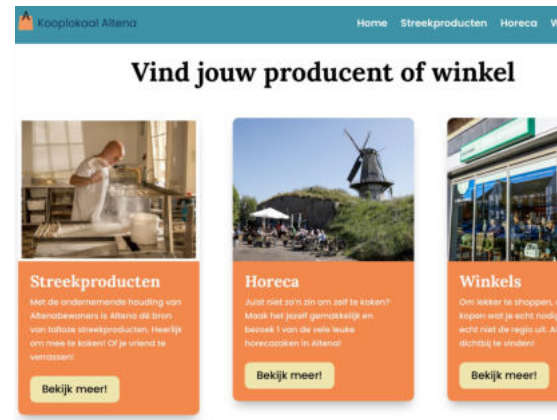 Kooplokaal Altena
Home Streekproducten Horeca W
Vind jouw producent of winkel
Streekproducten
Met de ondernemende houding van
Altenabewoners is Altena dé bron
van talloze streekproducten. Heerlijk
om mee te koken! Of je vriend te
verrassen!
Bekijk meer!
Horeca
Juist niet zo'n zin om zelf te koken?
Maak het jezelf gemakkelijk en
bezoek 1 van de vele leuke
horecazaken in Altena!
Bekijk meer!
Winkels
Om lekker te shoppen,
kopen wat je echt nodig
echt niet de regio uit. Al
dichtbij te vinden!
Bekijk meer!